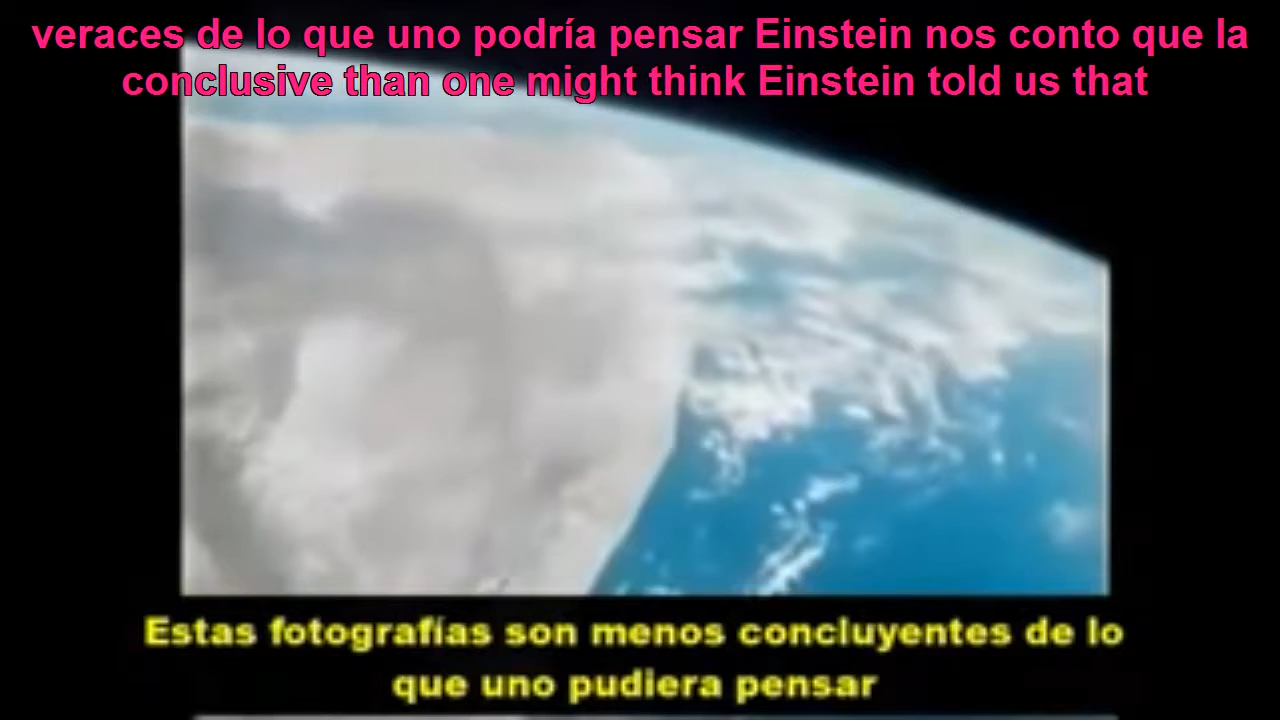 veraces de lo que uno podría pensar Einstein nos conto que la
conclusive than one might think Einstein told us that
Estas fotografías son menos concluyentes de lo
que uno pudiera pensar